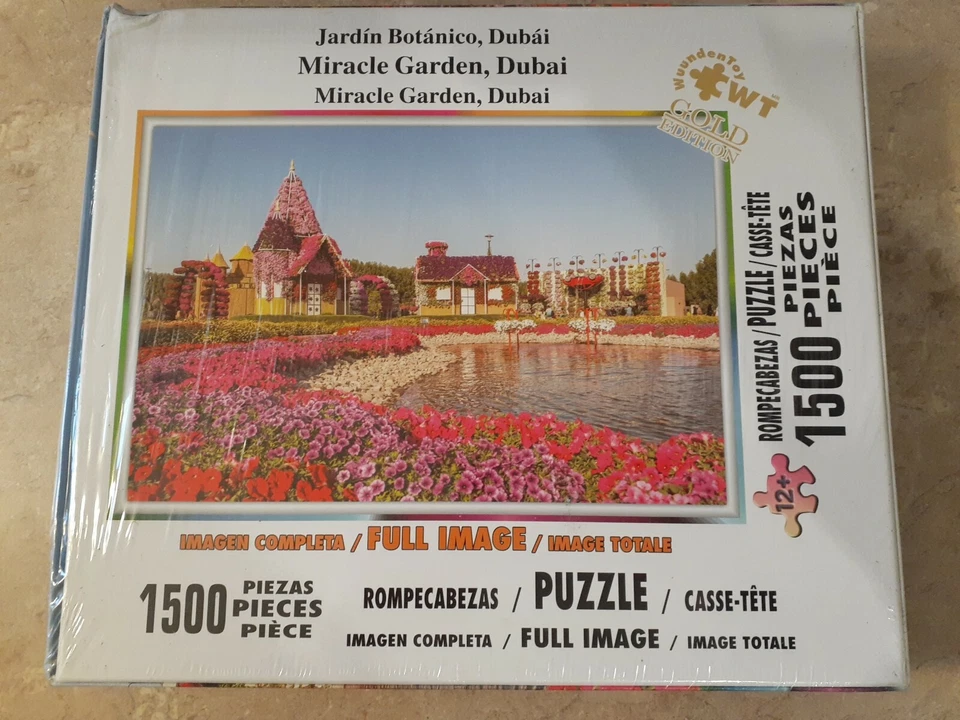 Jardín Botánico, Dubái
Miracle Garden, Dubai
Miracle Garden, Dubai
WuundenToy
WT
GOLD
EDITION
ROMPECABEZAS / PUZZLE / CASSE-TÊTE
1500 PIEZAS
PIECES
PIÈCE
12+
IMAGEN COMPLETA / FULL IMAGE / IMAGE TOTALE
1500 PIEZAS
PIECES
PIÈCE
ROMPECABEZAS / PUZZLE / CASSE-TÊTE
IMAGEN COMPLETA / FULL IMAGE / IMAGE TOTALE